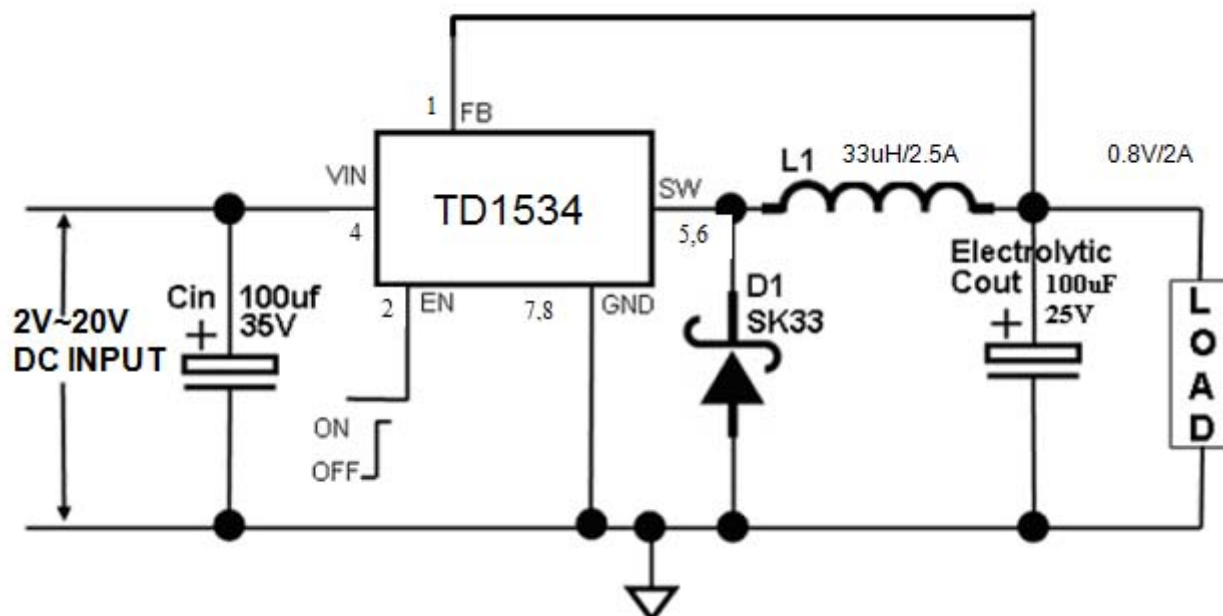 1 FB
VIN
TD1534
SW
L1
33uH/2.5A
0.8V/2A
4
5,6
2V~20V
DC INPUT
Cin
100uf
35V
+
2
EN
7,8
GND
D1
SK33
Electrolytic
Cout
100uF
25V
+
LOAD
ON
OFF